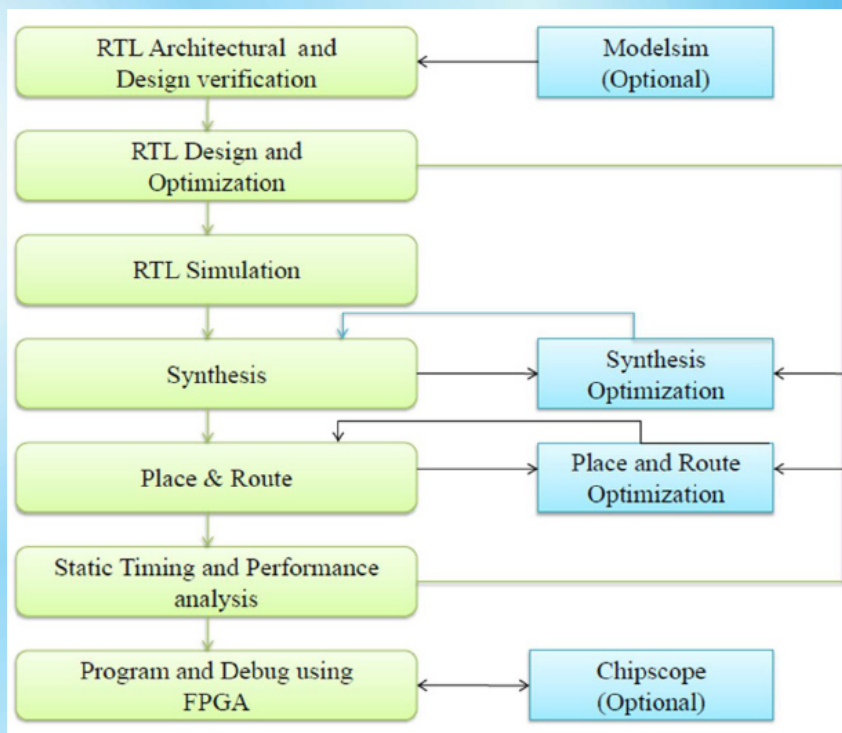 RTL Architectural and
Design verification
Modelsim
(Optional)
RTL Design and
Optimization
RTL Simulation
Synthesis
Synthesis
Optimization
Place & Route
Place and Route
Optimization
Static Timing and Performance
analysis
Program and Debug using
FPGA
Chipscope
(Optional)